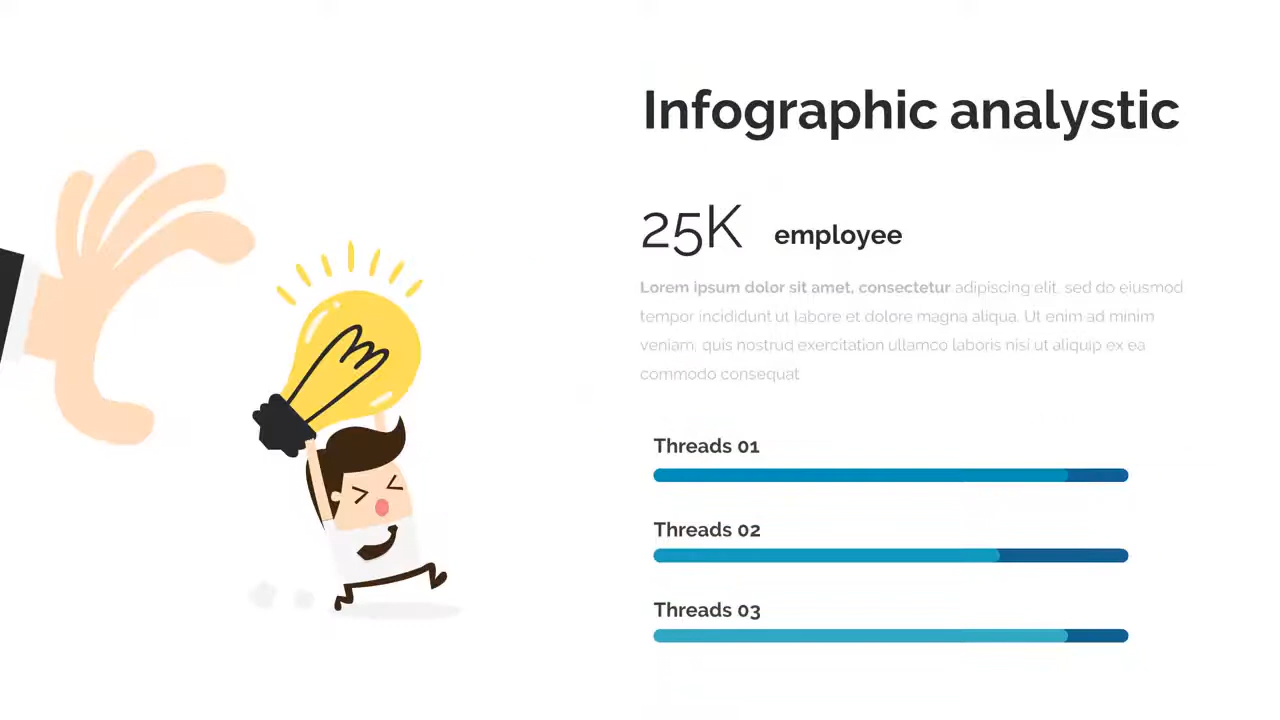 Infographic analystic
25K employee
Lorem ipsum dolor sit amet, consectetur adipiscing elit, sed do eiusmod
tempor incididunt ut labore et dolore magna aliqua. Ut enim ad minim
veniam, quis nostrud exercitation ullamco laboris nisi ut aliquip ex ea
commodo consequat
Threads 01
Threads 02
Threads 03